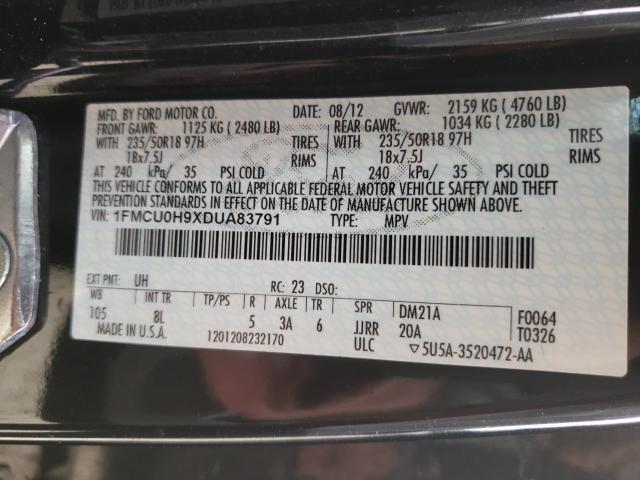 MFD. BY FORD MOTOR CO.
DATE: 08/12 GVWR: 2159 KG ( 4760 LB)
FRONT GAWR: 1125 KG ( 2480 LB)
REAR GAWR: 1034 KG ( 2280 LB)
WITH 235/50R18 97H TIRES
WITH 235/50R18 97H TIRES
18x7.5J RIMS
18x7.5J RIMS
AT 240 kPa/ 35 PSI COLD
AT 240 kPa/ 35 PSI COLD
THIS VEHICLE CONFORMS TO ALL APPLICABLE FEDERAL MOTOR VEHICLE SAFETY AND THEFT
PREVENTION STANDARDS IN EFFECT ON THE DATE OF MANUFACTURE SHOWN ABOVE.
VIN: 1FMCU0H9XDUA83791 TYPE: MPV
EXT PNT: UH RC: 23 DSO:
WB INT TR TP/PS R AXLE TR SPR DM21A F0064
105 8L 5 3A 6 JJRR 20A T0326
MADE IN U.S.A. 1201208232170 ULC ▽5U5A-3520472-AA